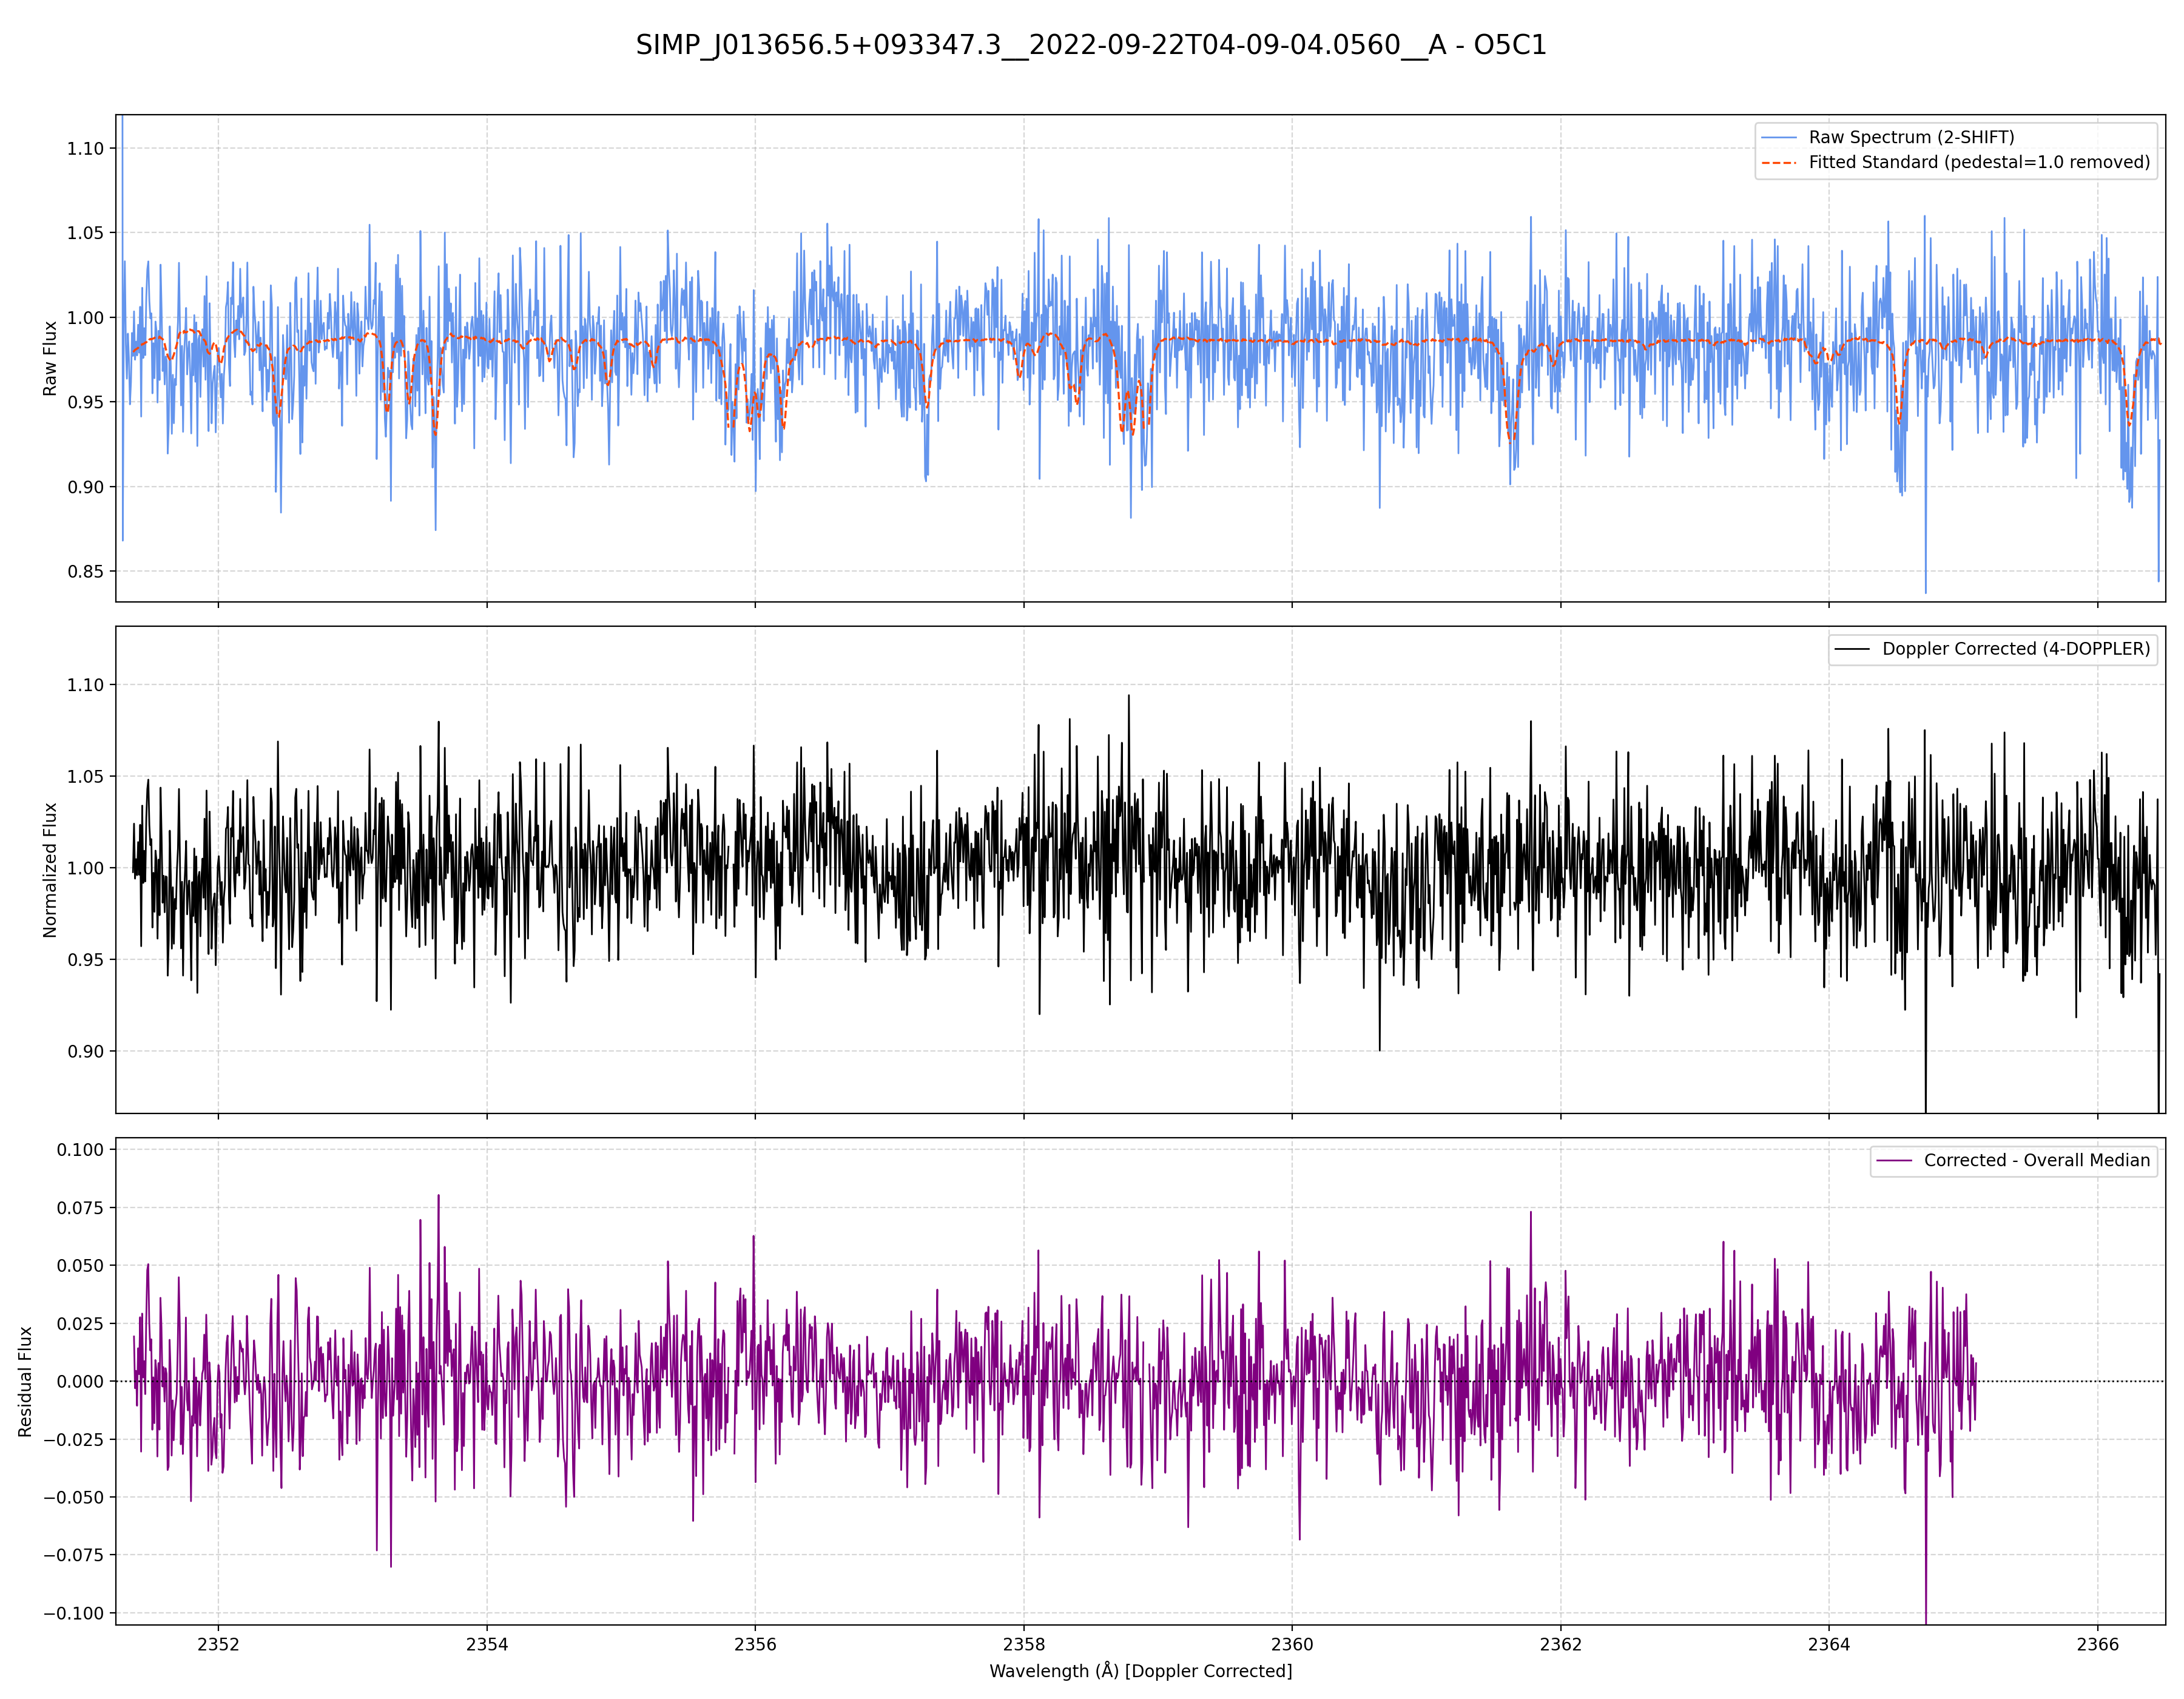 SIMP_J013656.5+093347.3__2022-09-22T04-09-04.0560__A - O5C1
Raw Flux
1.10
1.05
1.00
0.95
0.90
0.85
Raw Spectrum (2-SHIFT)
Fitted Standard (pedestal=1.0 removed)
Normalized Flux
1.10
1.05
1.00
0.95
0.90
Doppler Corrected (4-DOPPLER)
Residual Flux
0.100
0.075
0.050
0.025
0.000
−0.025
−0.050
−0.075
−0.100
Corrected - Overall Median
2352 2354 2356 2358 2360 2362 2364 2366
Wavelength (Å) [Doppler Corrected]